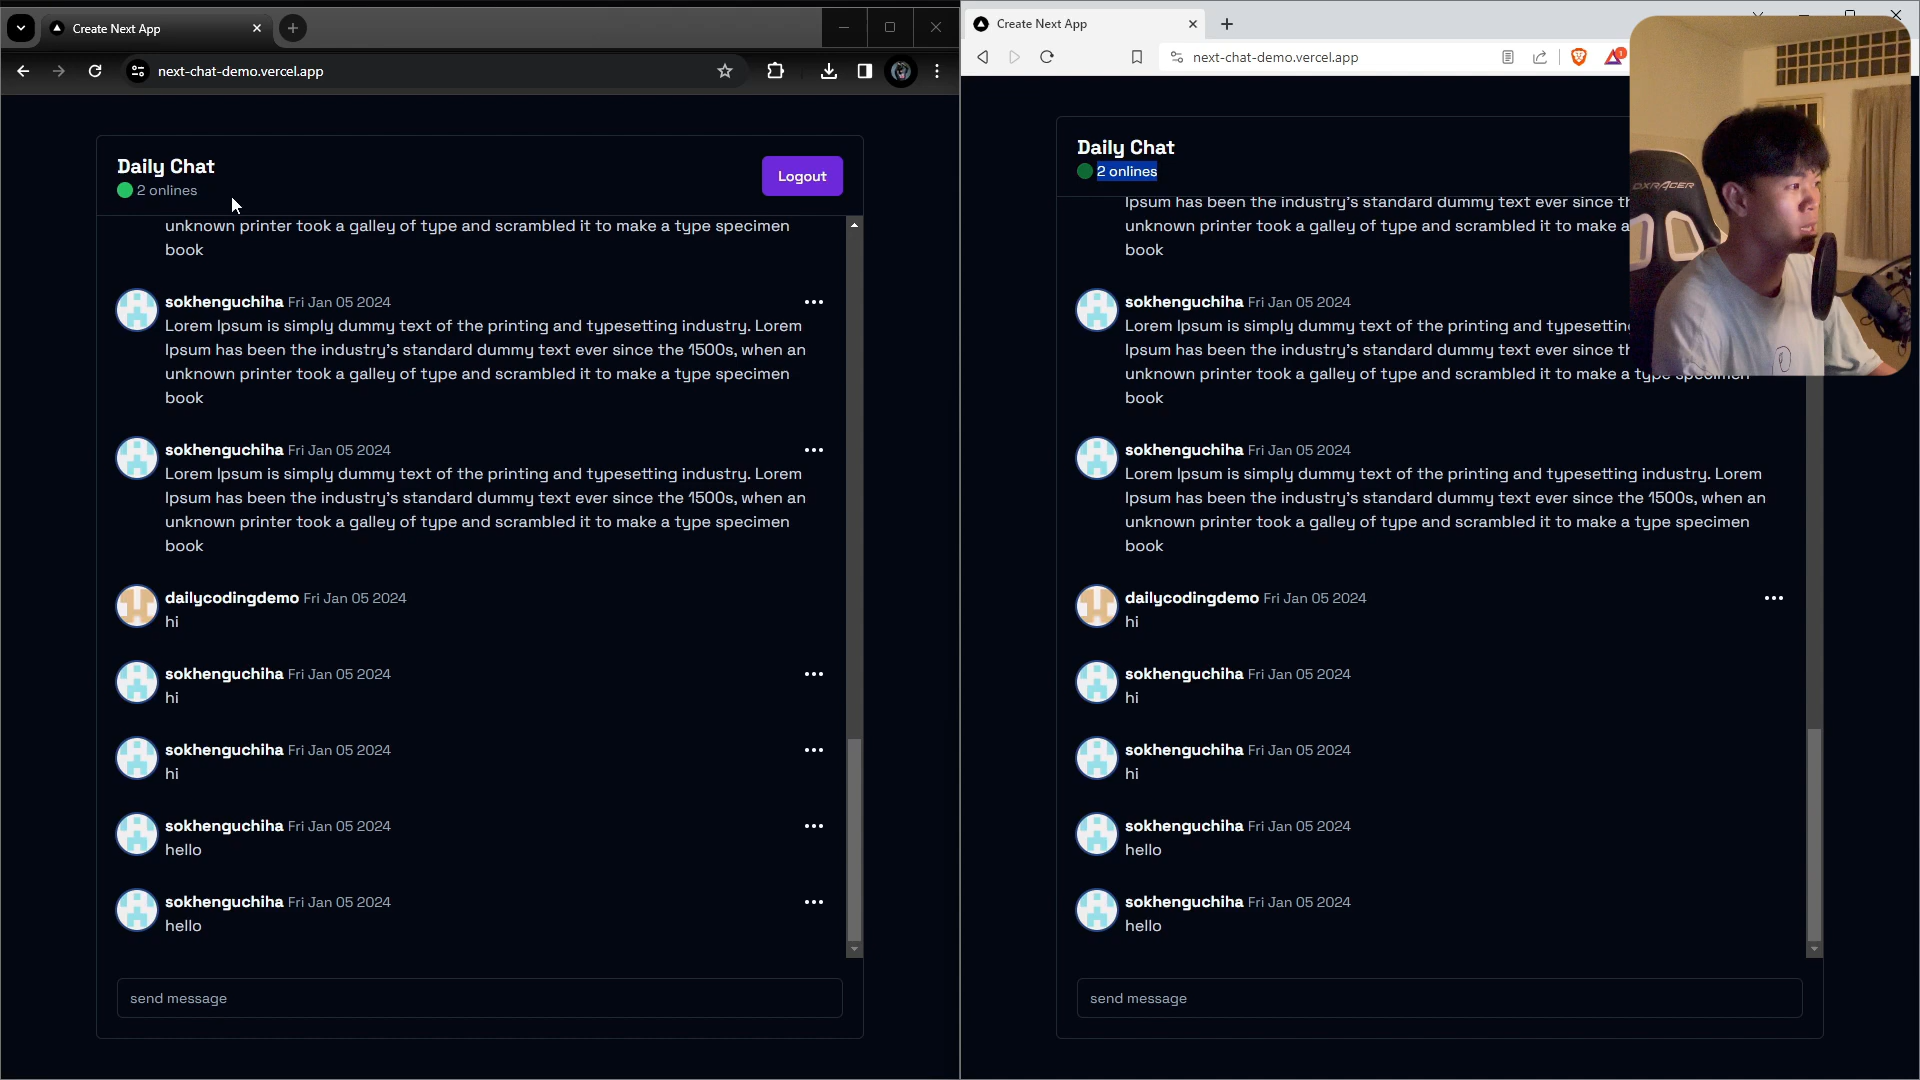 Create Next App
next-chat-demo.vercel.app
Daily Chat
2 onlines
Logout
unknown printer took a galley of type and scrambled it to make a type specimen
book
sokhenguchiha Fri Jan 05 2024
Lorem Ipsum is simply dummy text of the printing and typesetting industry. Lorem
Ipsum has been the industry's standard dummy text ever since the 1500s, when an
unknown printer took a galley of type and scrambled it to make a type specimen
book
sokhenguchiha Fri Jan 05 2024
Lorem Ipsum is simply dummy text of the printing and typesetting industry. Lorem
Ipsum has been the industry's standard dummy text ever since the 1500s, when an
unknown printer took a galley of type and scrambled it to make a type specimen
book
dailycodingdemo Fri Jan 05 2024
hi
sokhenguchiha Fri Jan 05 2024
hi
sokhenguchiha Fri Jan 05 2024
hi
sokhenguchiha Fri Jan 05 2024
hello
sokhenguchiha Fri Jan 05 2024
hello
send message
Create Next App
next-chat-demo.vercel.app
1
Daily Chat
2 onlines
Ipsum has been the industry's standard dummy text ever since the
unknown printer took a galley of type and scrambled it to make a
book
sokhenguchiha Fri Jan 05 2024
Lorem Ipsum is simply dummy text of the printing and typesetting
Ipsum has been the industry's standard dummy text ever since the
unknown printer took a galley of type and scrambled it to make a type specimen
book
sokhenguchiha Fri Jan 05 2024
Lorem Ipsum is simply dummy text of the printing and typesetting industry. Lorem
Ipsum has been the industry's standard dummy text ever since the 1500s, when an
unknown printer took a galley of type and scrambled it to make a type specimen
book
dailycodingdemo Fri Jan 05 2024
hi
sokhenguchiha Fri Jan 05 2024
hi
sokhenguchiha Fri Jan 05 2024
hi
sokhenguchiha Fri Jan 05 2024
hello
sokhenguchiha Fri Jan 05 2024
hello
send message
DXRACER